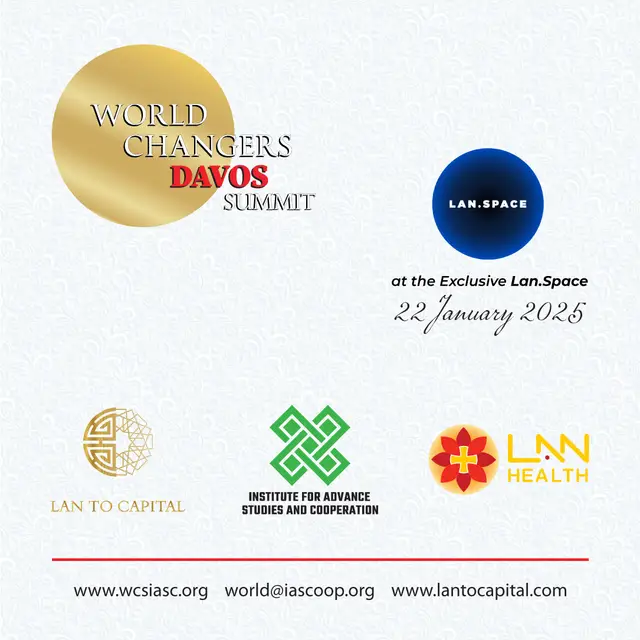 WORLD
CHANGERS
DAVOS
SUMMIT
LAN.SPACE
at the Exclusive Lan.Space
22 January 2025
LAN TO CAPITAL
INSTITUTE FOR ADVANCE
STUDIES AND COOPERATION
LNN
HEALTH
www.wcsiasc.org world@iascoop.org www.lantocapital.com